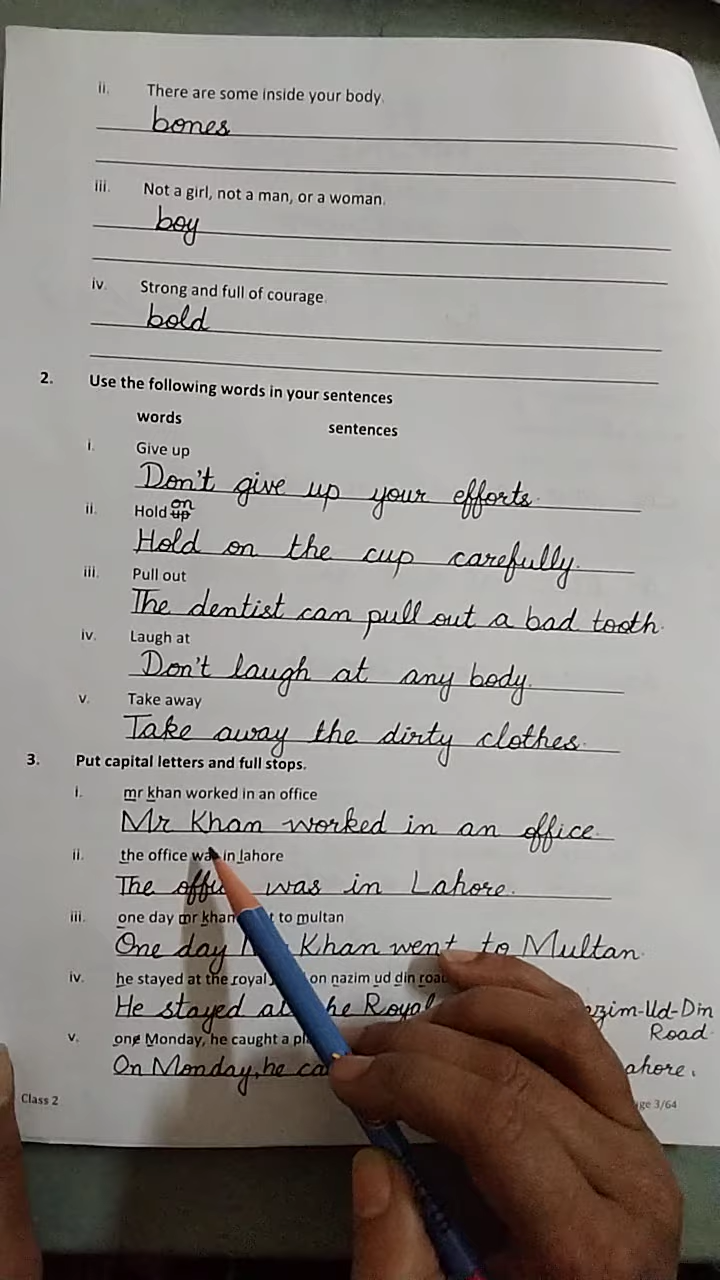 ii. There are some inside your body.
bones
iii. Not a girl, not a man, or a woman.
boy
iv. Strong and full of courage.
bold
2. Use the following words in your sentences
words sentences
i. Give up
Don't give up your efforts.
ii. Hold up on
Hold on the cup carefully.
iii. Pull out
The dentist can pull out a bad tooth.
iv. Laugh at
Don't laugh at any body.
v. Take away
Take away the dirty clothes.
3. Put capital letters and full stops.
i. mr khan worked in an office
Mr Khan worked in an office.
ii. the office was in lahore
The was in Lahore.
iii. one day mr khan to multan
One day Khan went to Multan.
iv. he stayed at the royal on nazim ud din
He stayed Royal -Ud-Din
Road.
v. Monday, he caught a
On Monday, he
Class 2 3/64